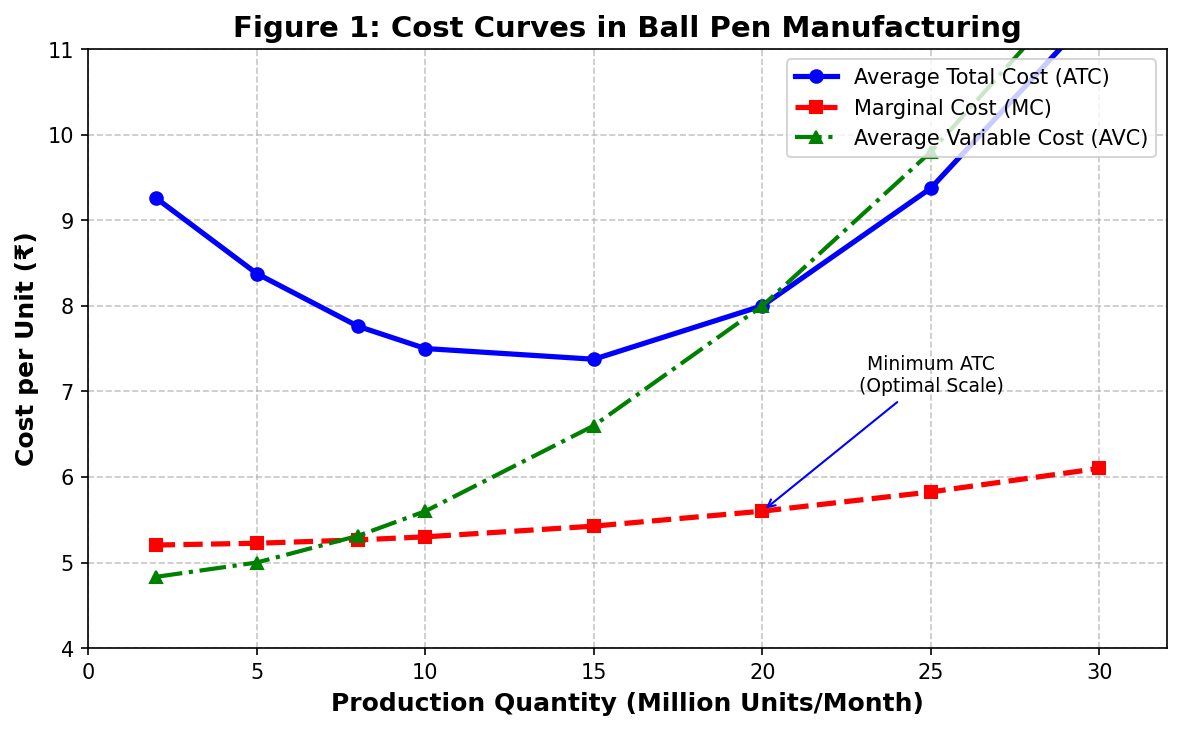 Figure 1: Cost Curves in Ball Pen Manufacturing
Cost per Unit (₹)
11
10
9
8
7
6
5
4
Average Total Cost (ATC)
Marginal Cost (MC)
Average Variable Cost (AVC)
Minimum ATC
(Optimal Scale)
0 5 10 15 20 25 30
Production Quantity (Million Units/Month)